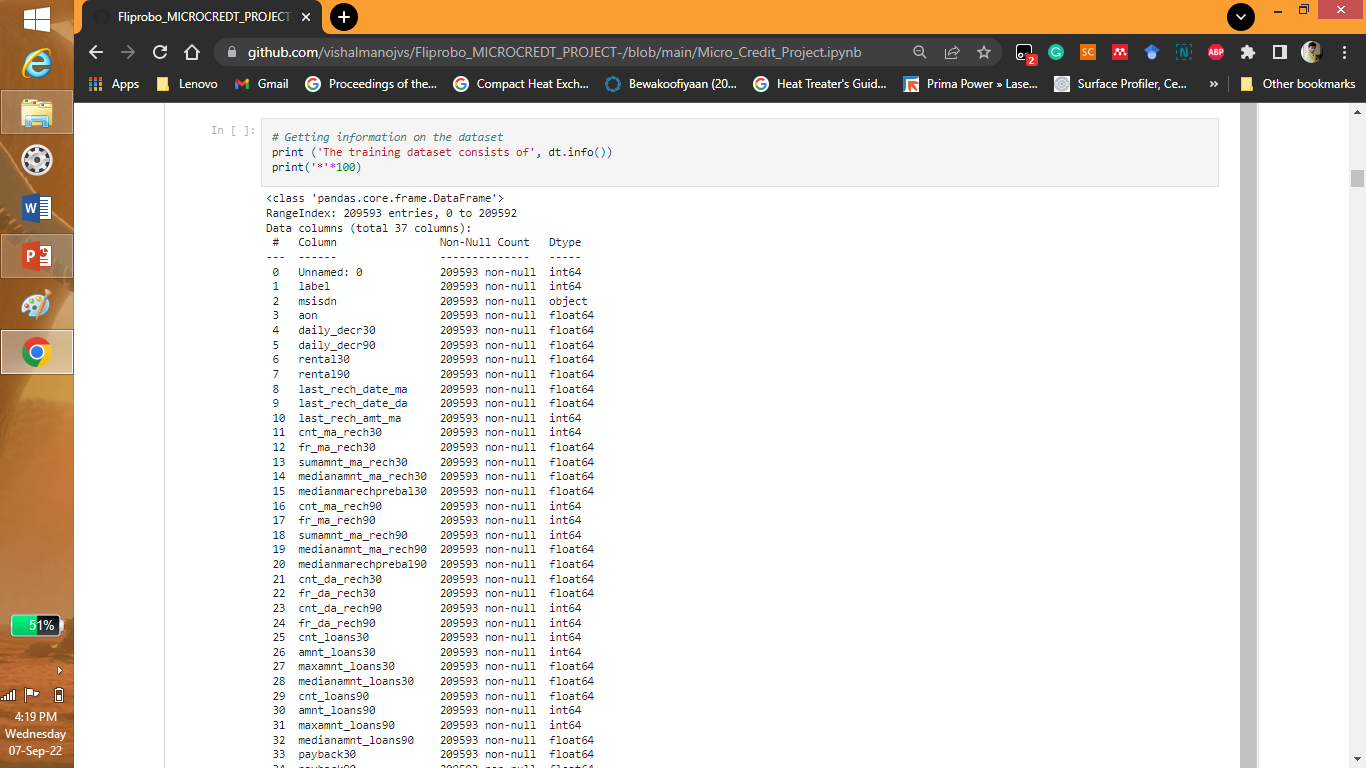 Fliprobo_MICROCREDT_PROJECT
github.com/vishalmanojvs/Fliprobo_MICROCREDT_PROJECT-/blob/main/Micro_Credit_Project.ipynb
2
SC
ABP
Apps Lenovo Gmail Proceedings of the... Compact Heat Exch... Bewakoofiyaan (20... Heat Treater's Guid... Prima Power » Lase... Surface Profiler, Ce... » Other bookmarks
In [ ]:
# Getting information on the dataset
print ('The training dataset consists of', dt.info())
print('*'*100)
<class 'pandas.core.frame.DataFrame'>
RangeIndex: 209593 entries, 0 to 209592
Data columns (total 37 columns):
# Column Non-Null Count Dtype
--- ------ -------------- -----
0 Unnamed: 0 209593 non-null int64
1 label 209593 non-null int64
2 msisdn 209593 non-null object
3 aon 209593 non-null float64
4 daily_decr30 209593 non-null float64
5 daily_decr90 209593 non-null float64
6 rental30 209593 non-null float64
7 rental90 209593 non-null float64
8 last_rech_date_ma 209593 non-null float64
9 last_rech_date_da 209593 non-null float64
10 last_rech_amt_ma 209593 non-null int64
11 cnt_ma_rech30 209593 non-null int64
12 fr_ma_rech30 209593 non-null float64
13 sumamnt_ma_rech30 209593 non-null float64
14 medianamnt_ma_rech30 209593 non-null float64
15 medianmarechprebal30 209593 non-null float64
16 cnt_ma_rech90 209593 non-null int64
17 fr_ma_rech90 209593 non-null int64
18 sumamnt_ma_rech90 209593 non-null int64
19 medianamnt_ma_rech90 209593 non-null float64
20 medianmarechprebal90 209593 non-null float64
21 cnt_da_rech30 209593 non-null float64
22 fr_da_rech30 209593 non-null float64
23 cnt_da_rech90 209593 non-null int64
24 fr_da_rech90 209593 non-null int64
25 cnt_loans30 209593 non-null int64
26 amnt_loans30 209593 non-null int64
27 maxamnt_loans30 209593 non-null float64
28 medianamnt_loans30 209593 non-null float64
29 cnt_loans90 209593 non-null float64
30 amnt_loans90 209593 non-null int64
31 maxamnt_loans90 209593 non-null int64
32 medianamnt_loans90 209593 non-null float64
33 payback30 209593 non-null float64
51%
4:19 PM
Wednesday
07-Sep-22